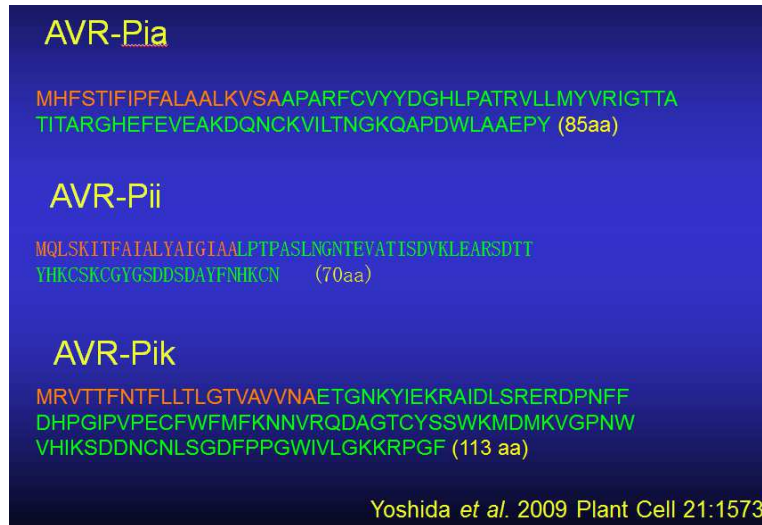 AVR-Pia
MHFSTIFIPFALAALKVSAAPARFCVYYDGHLPATRVLLMYVRIGTTA
TITARGHEFEVEAKDQNCKVILTNGKQAPDWLAAEPY (85aa)
AVR-Pii
MQLSKITFAIALYAIGIAALPTPASLNGNTEVATISDVKLEARSDTT
YHKCSKCGYGSDDSDAYFNHKCN (70aa)
AVR-Pik
MRVTTFNTFLLTLGTVAVVNAETGNKYIEKRAIDLSRERDPNFF
DHPGIPVPECFWFMFKNNVRQDAGTCYSSWKMDMKVGPNW
VHIKSDDNCNLSGDFPPGWIVLGKKRPGF (113 aa)
Yoshida et al. 2009 Plant Cell 21:1573